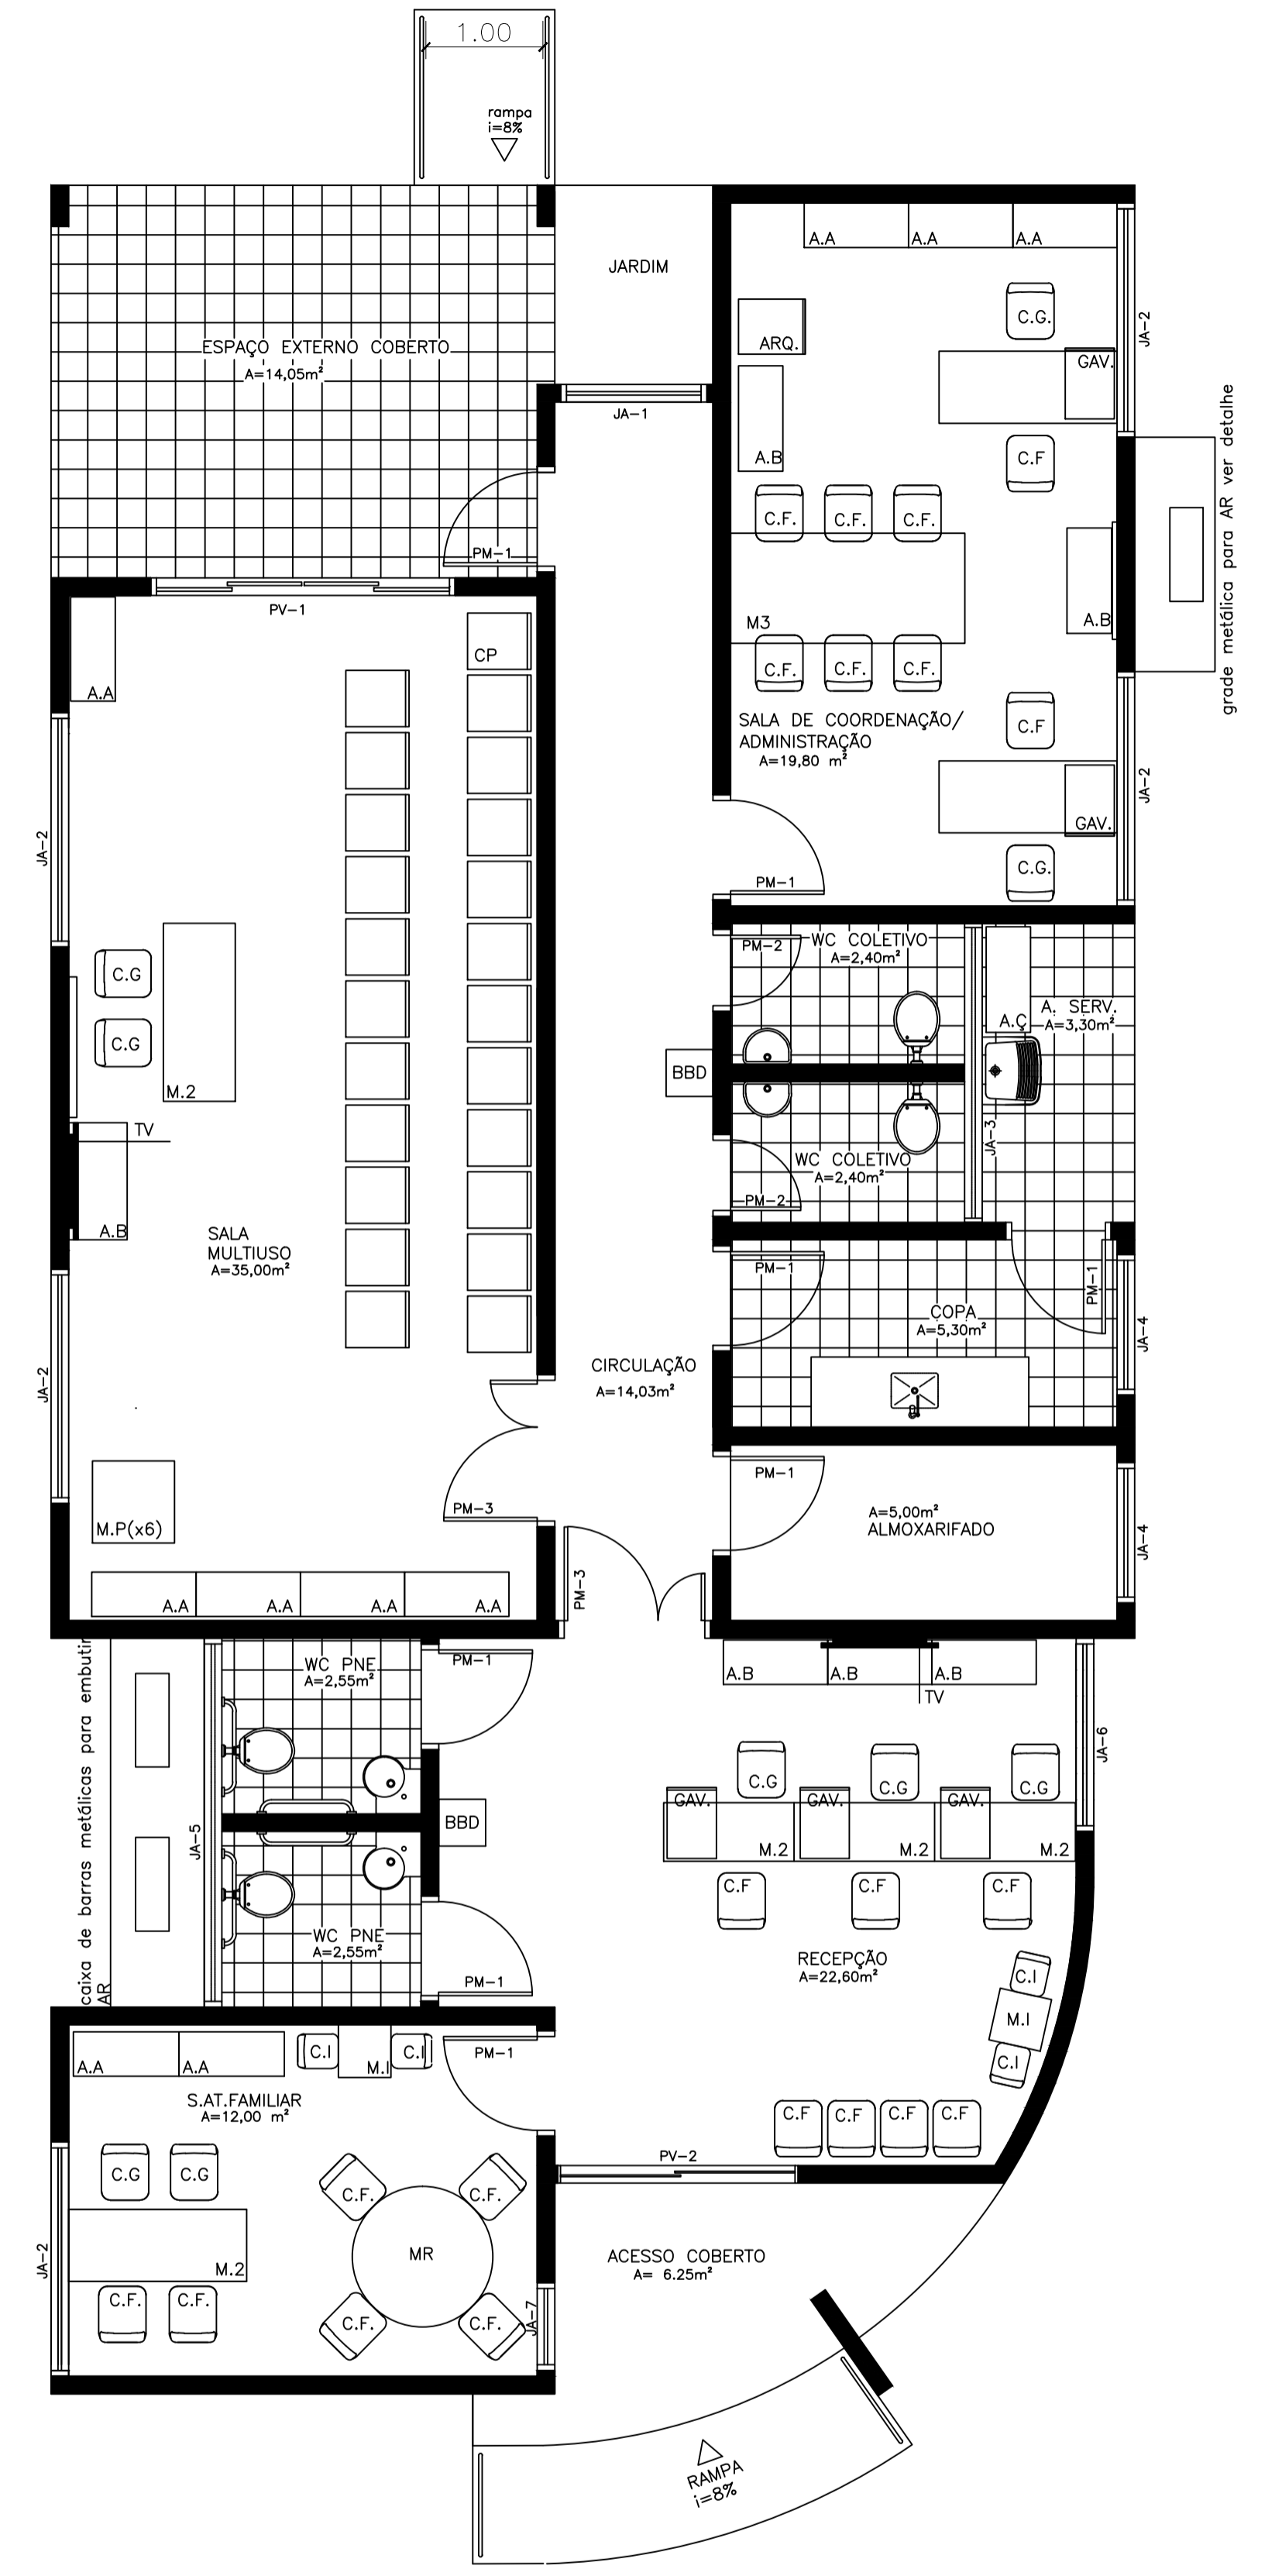 1.00
rampa
i=8%
JARDIM
ESPAÇO EXTERNO COBERTO
A=14,05m²
JA-1
PM-1
PV-1
A.A
A.A
A.A
C.G.
ARQ.
GAV.
JA-2
A.B
C.F
C.F.
C.F.
C.F.
M3
A.B
C.F.
C.F.
C.F.
grade metálica para AR ver detalhe
SALA DE COORDENAÇÃO/
ADMINISTRAÇÃO
A=19,80 m²
C.F
GAV.
JA-2
C.G.
PM-1
A.A
CP
JA-2
C.G
C.G
M.2
TV
A.B
SALA
MULTIUSO
A=35,00m²
JA-2
M.P(x6)
PM-3
A.A
A.A
A.A
A.A
WC COLETIVO
A=2,40m²
PM-2
A. SERV.
A=3,30m²
A.Ç
BBD
JA-3
WC COLETIVO
A=2,40m²
PM-2
PM-1
PM-1
COPA
A=5,30m²
JA-4
CIRCULAÇÃO
A=14,03m²
PM-1
A=5,00m²
ALMOXARIFADO
JA-4
PM-3
caixa de barras metálicas para embutir
AR
JA-5
WC PNE
A=2,55m²
PM-1
BBD
WC PNE
A=2,55m²
PM-1
A.B
A.B
A.B
TV
JA-6
C.G
C.G
C.G
GAV.
GAV.
GAV.
M.2
M.2
M.2
C.F
C.F
C.F
RECEPÇÃO
A=22,60m²
C.I
M.I
C.I
C.F
C.F
C.F
C.F
PV-2
A.A
A.A
C.I
M.I
C.I
PM-1
S.AT.FAMILIAR
A=12,00 m²
C.G
C.G
C.F.
C.F.
M.2
MR
JA-2
C.F.
C.F.
C.F.
C.F.
JA-7
ACESSO COBERTO
A= 6.25m²
RAMPA
i=8%